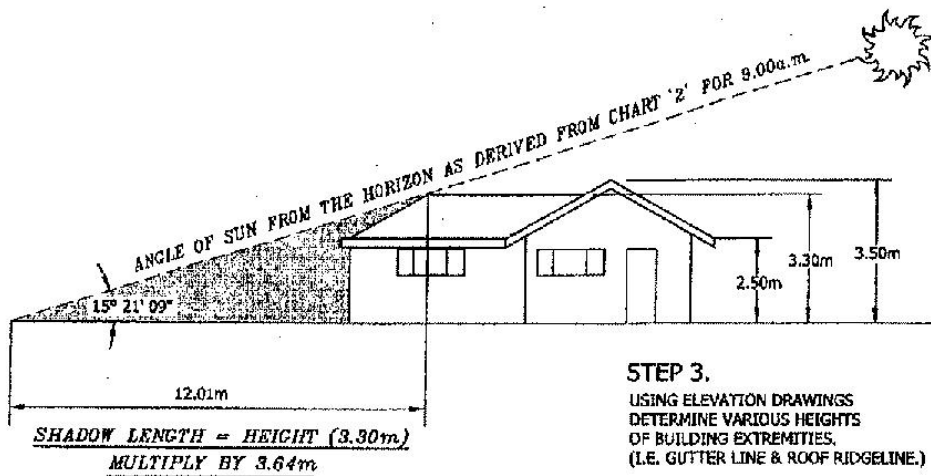 ANGLE OF SUN FROM THE HORIZON AS DERIVED FROM CHART '2' FOR 9.00a.m.
15° 21' 09"
2.50m
3.30m
3.50m
12.01m
SHADOW LENGTH = HEIGHT (3.30m)
MULTIPLY BY 3.64m
STEP 3.
USING ELEVATION DRAWINGS
DETERMINE VARIOUS HEIGHTS
OF BUILDING EXTREMITIES.
(I.E. GUTTER LINE & ROOF RIDGELINE.)